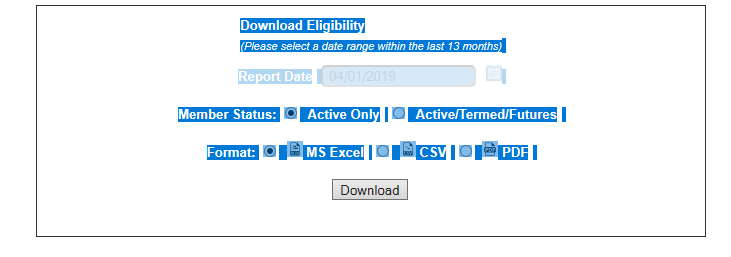 Download Eligibility
(Please select a date range within the last 13 months)
Report Date 04/01/2019
Member Status: Active Only Active/Termed/Futures
Format: MS Excel CSV PDF
Download